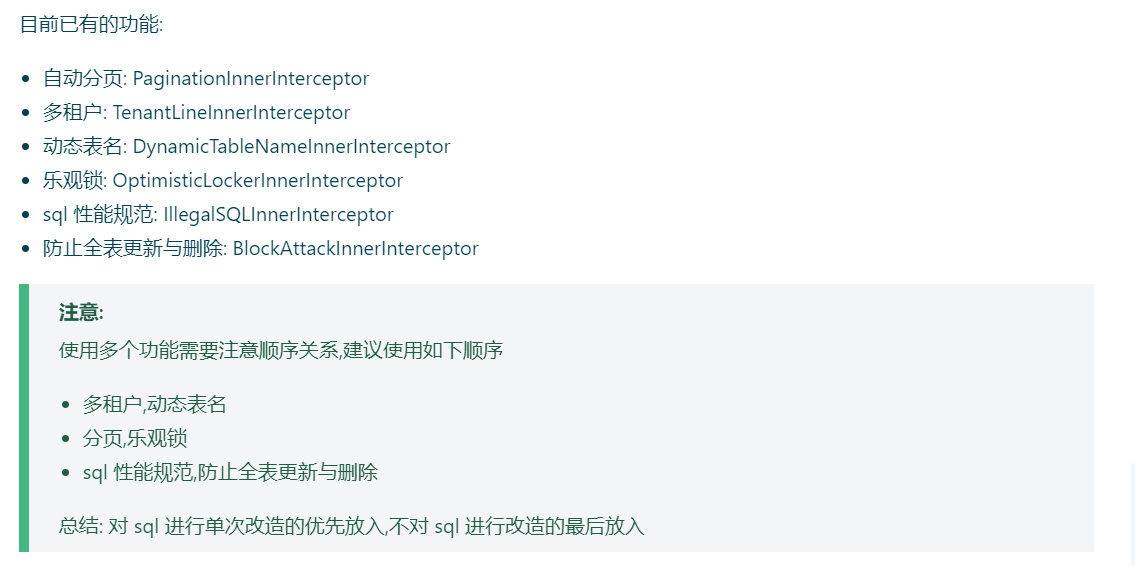 目前已有的功能:
自动分页: PaginationInnerInterceptor
多租户: TenantLineInnerInterceptor
动态表名: DynamicTableNameInnerInterceptor
乐观锁: OptimisticLockerInnerInterceptor
sql 性能规范: IllegalSQLInnerInterceptor
防止全表更新与删除: BlockAttackInnerInterceptor
注意:
使用多个功能需要注意顺序关系,建议使用如下顺序
多租户,动态表名
分页,乐观锁
sql 性能规范,防止全表更新与删除
总结: 对 sql 进行单次改造的优先放入,不对 sql 进行改造的最后放入